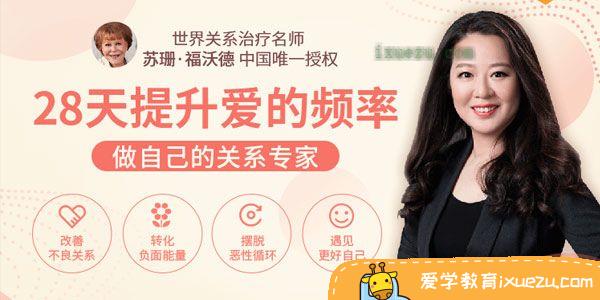 世界关系治疗名师
苏珊·福沃德 中国唯一授权
ixuezu.com
28天提升爱的频率
做自己的关系专家
改善
不良关系
转化
负面能量
摆脱
恶性循环
遇见
更好自己
爱学教育ixuezu.com